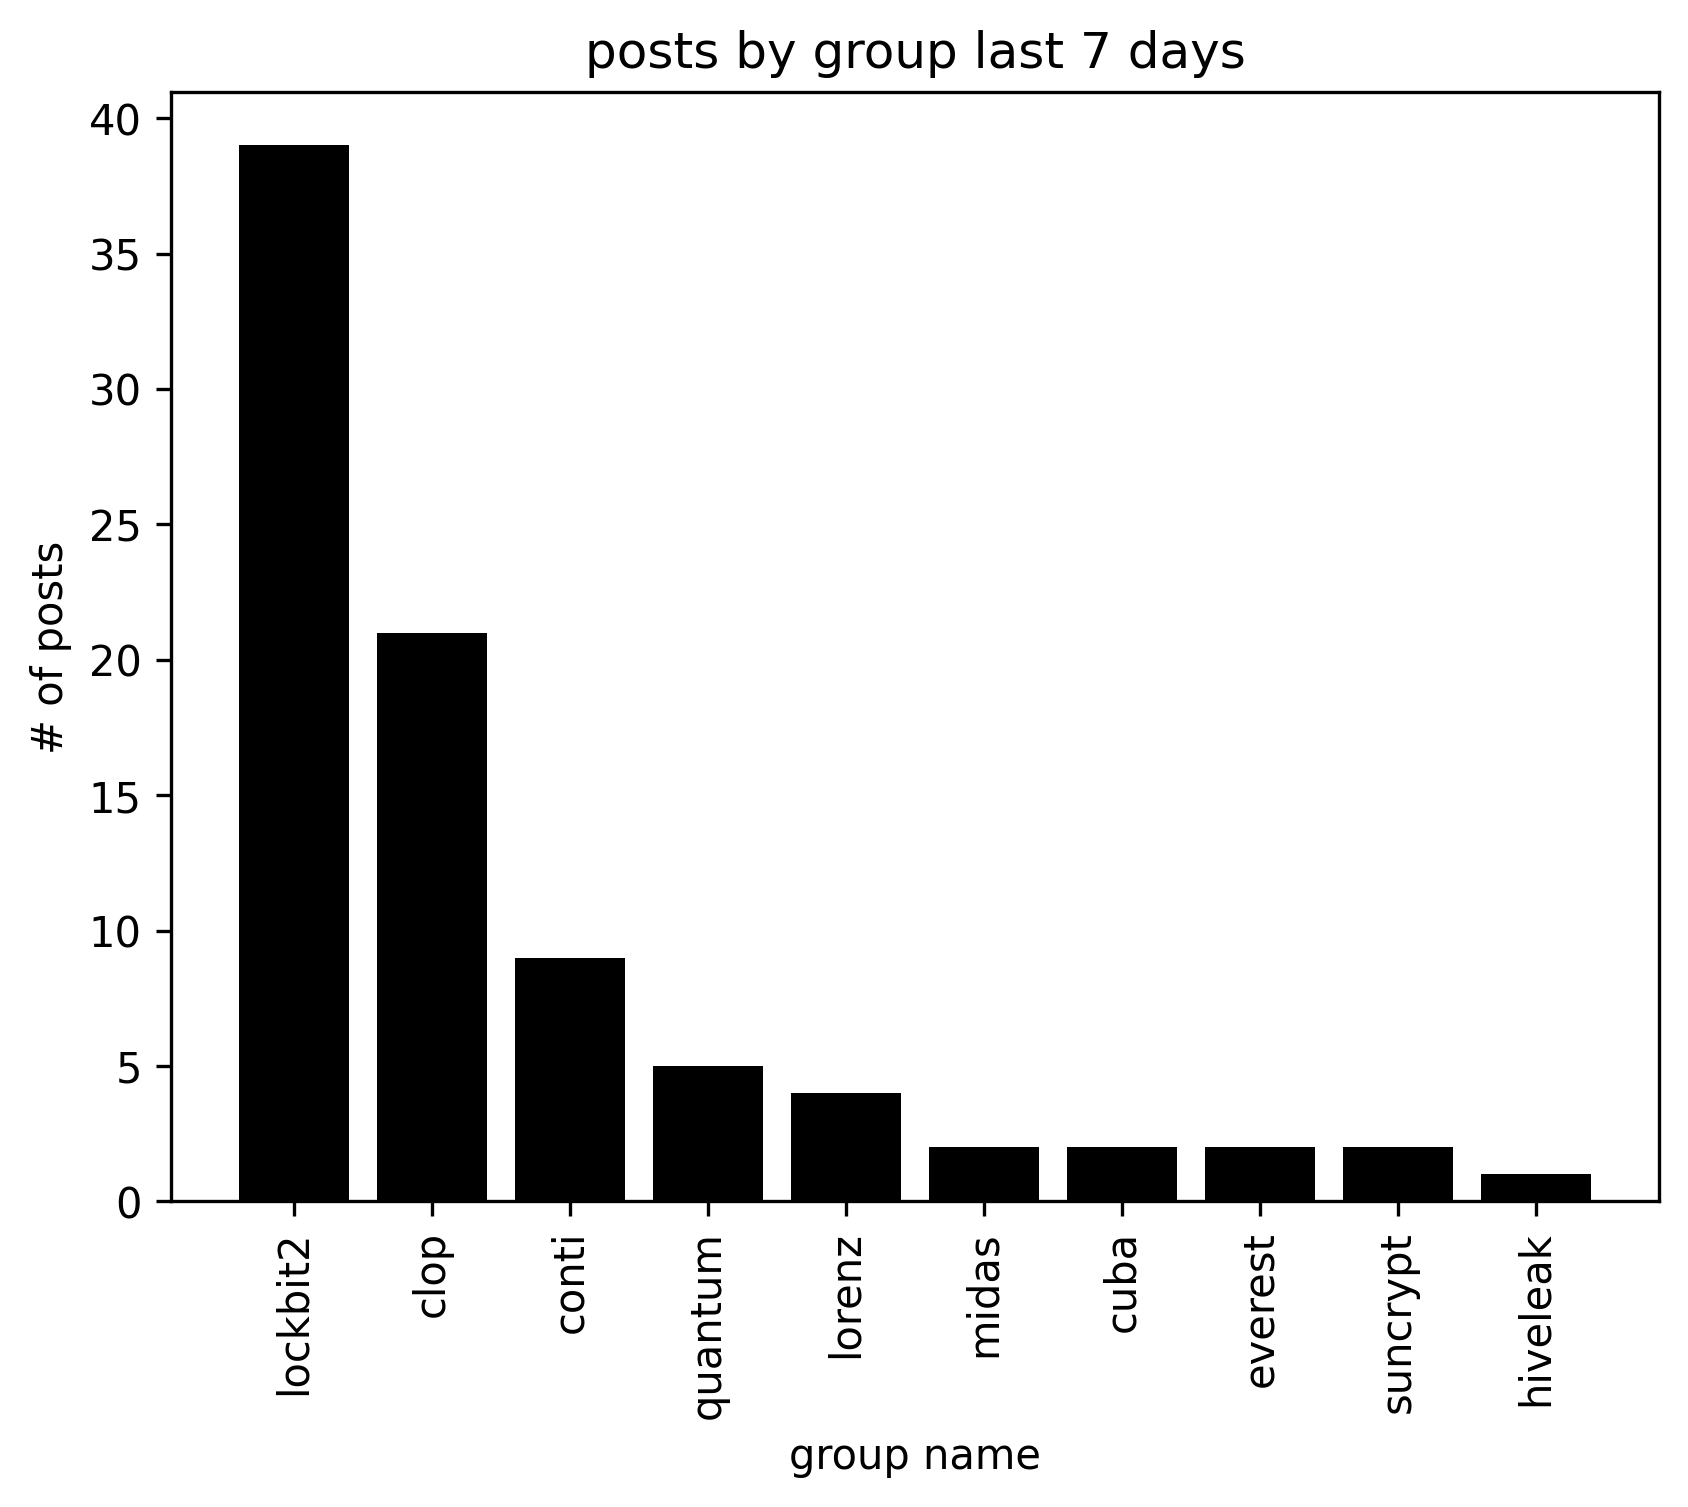 posts by group last 7 days
# of posts
40
35
30
25
20
15
10
5
0
lockbit2
clop
conti
quantum
lorenz
midas
cuba
everest
suncrypt
hiveleak
group name